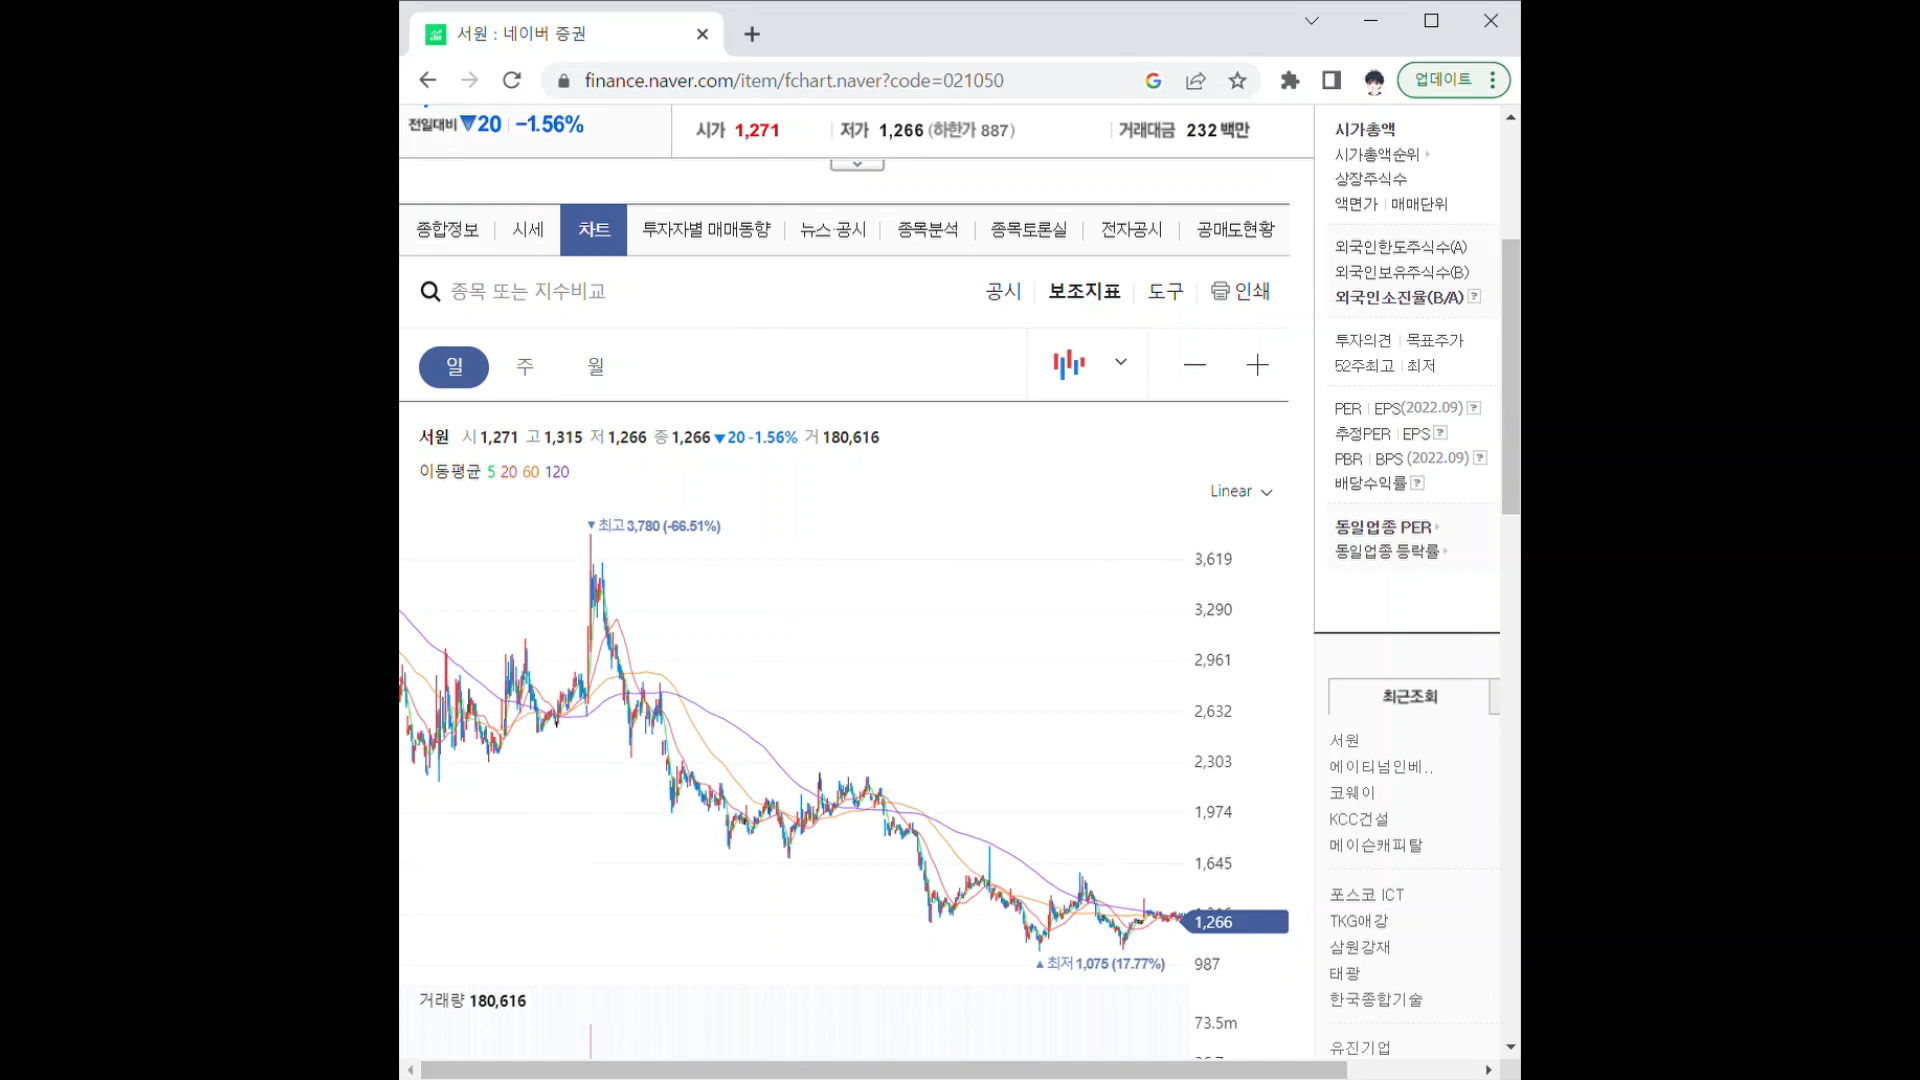 서원 : 네이버 증권
finance.naver.com/item/fchart.naver?code=021050
업데이트
전일대비 ▼20 -1.56%
시가 1,271 저가 1,266 (하한가 887) 거래대금 232 백만
종합정보 시세 차트 투자자별 매매동향 뉴스·공시 종목분석 종목토론실 전자공시 공매도현황
종목 또는 지수비교 공시 보조지표 도구 인쇄
일 주 월
서원 시 1,271 고 1,315 저 1,266 종 1,266 ▼20 -1.56% 거 180,616
이동평균 5 20 60 120
Linear
▼최고 3,780 (-66.51%)
3,619
3,290
2,961
2,632
2,303
1,974
1,645
1,266
▲최저 1,075 (17.77%)
987
거래량 180,616
73.5m
시가총액
시가총액순위
상장주식수
액면가 매매단위
외국인한도주식수(A)
외국인보유주식수(B)
외국인소진율(B/A) ?
투자의견 목표주가
52주최고 최저
PER EPS(2022.09) ?
추정PER EPS ?
PBR BPS (2022.09) ?
배당수익률 ?
동일업종 PER
동일업종 등락률
최근조회
서원
에이티넘인베..
코웨이
KCC건설
메이슨캐피탈
포스코 ICT
TKG애강
삼원강재
태광
한국종합기술
유진기업